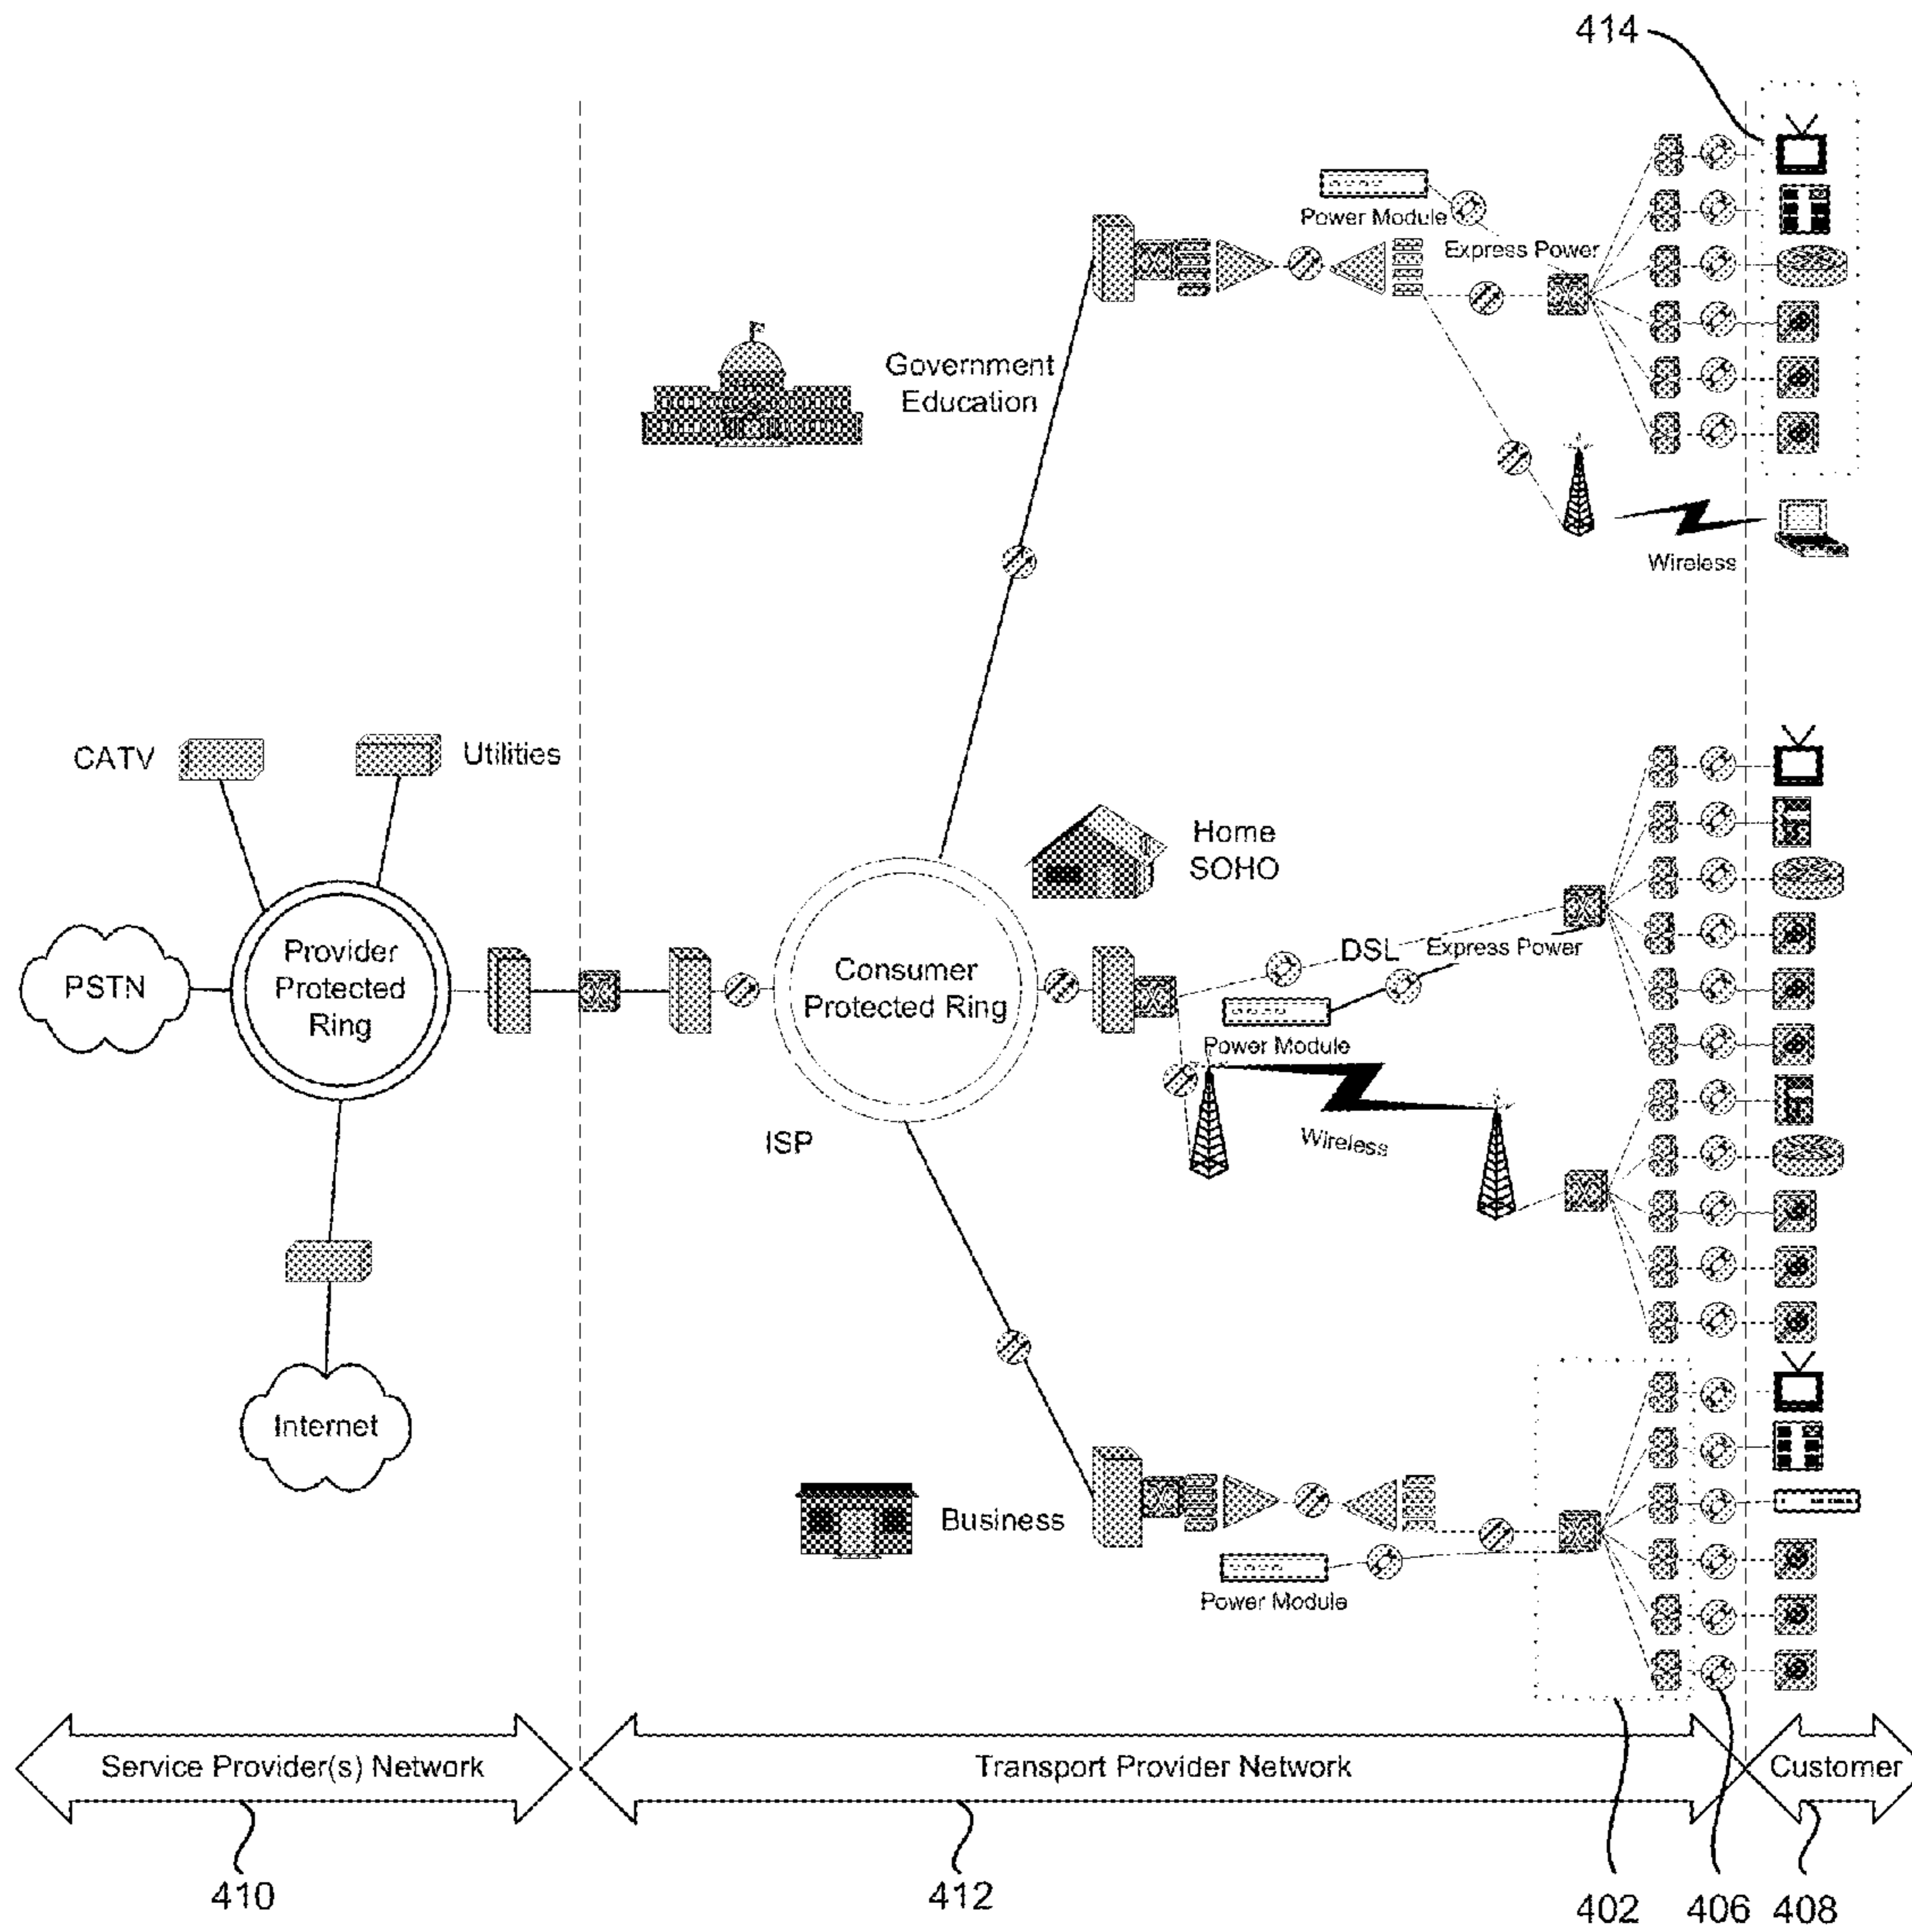 414
Power Module
Express Power
Government
Education
Wireless
CATV
Utilities
Home
SOHO
PSTN
Provider
Protected
Ring
Consumer
Protected Ring
DSL
Express Power
Power Module
ISP
Wireless
Internet
Business
Power Module
Service Provider(s) Network
Transport Provider Network
Customer
410
412
402
406
408